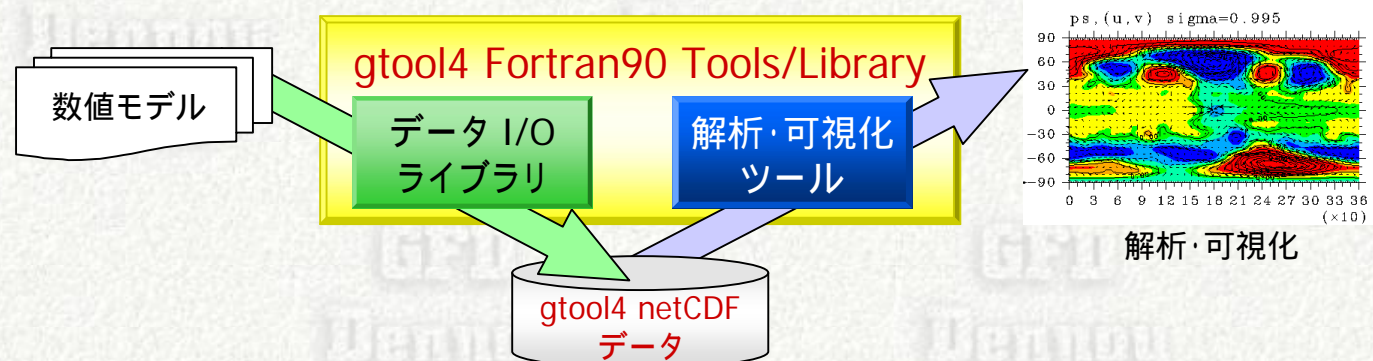 数値モデル
gtool4 Fortran90 Tools/Library
データ I/O
ライブラリ
解析・可視化
ツール
gtool4 netCDF
データ
ps,(u,v) sigma=0.995
90
60
30
0
−30
−60
−90
0 3 6 9 12 15 18 21 24 27 30 33 36
(×10)
解析・可視化